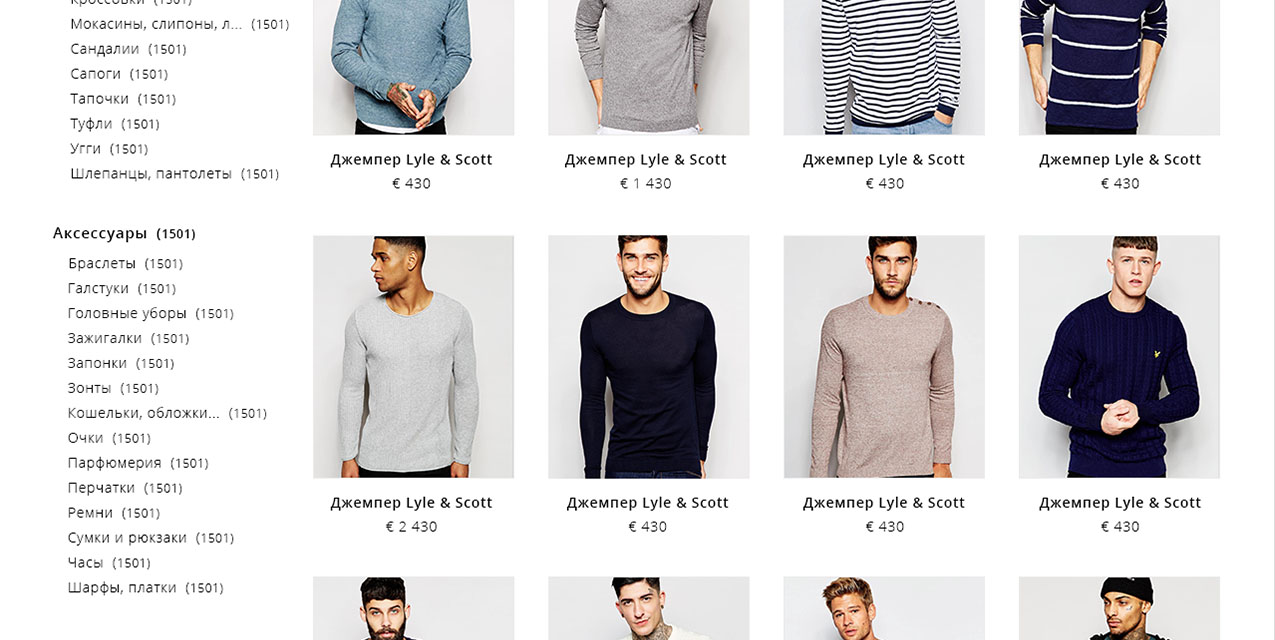 Кроссовки (1501)
Мокасины, слипоны, л... (1501)
Сандалии (1501)
Сапоги (1501)
Тапочки (1501)
Туфли (1501)
Угги (1501)
Шлепанцы, пантолеты (1501)
Аксессуары (1501)
Браслеты (1501)
Галстуки (1501)
Головные уборы (1501)
Зажигалки (1501)
Запонки (1501)
Зонты (1501)
Кошельки, обложки... (1501)
Очки (1501)
Парфюмерия (1501)
Перчатки (1501)
Ремни (1501)
Сумки и рюкзаки (1501)
Часы (1501)
Шарфы, платки (1501)
Джемпер Lyle & Scott
€ 430
Джемпер Lyle & Scott
€ 1 430
Джемпер Lyle & Scott
€ 430
Джемпер Lyle & Scott
€ 430
Джемпер Lyle & Scott
€ 2 430
Джемпер Lyle & Scott
€ 430
Джемпер Lyle & Scott
€ 430
Джемпер Lyle & Scott
€ 430